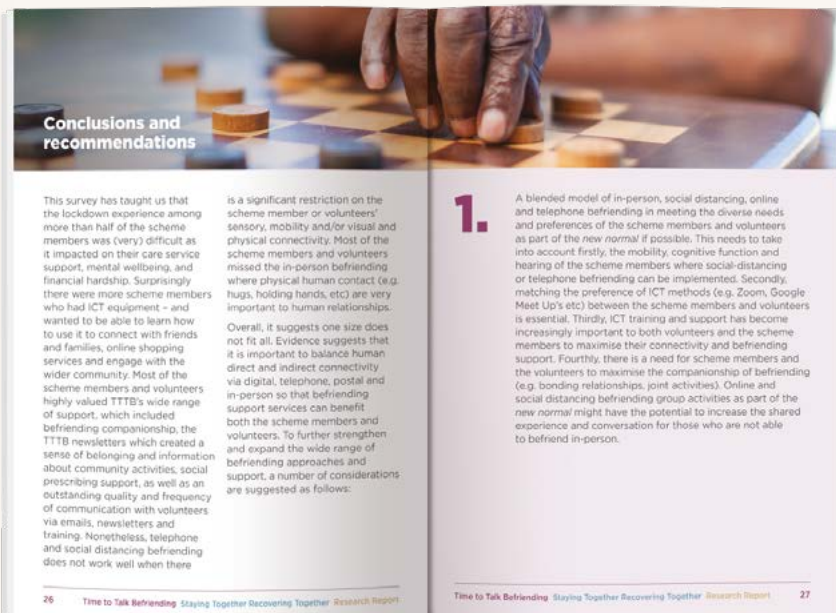 Conclusions and
recommendations
This survey has taught us that
the lockdown experience among
more than half of the scheme
members was (very) difficult as
it impacted on their care service
support, mental wellbeing, and
financial hardship. Surprisingly
there were more scheme members
who had ICT equipment – and
wanted to be able to learn how
to use it to connect with friends
and families, online shopping
services and engage with the
wider community. Most of the
scheme members and volunteers
highly valued TTTB's wide range
of support, which included
befriending companionship, the
TTTB newsletters which created a
sense of belonging and information
about community activities, social
prescribing support, as well as an
outstanding quality and frequency
of communication with volunteers
via emails, newsletters and
training. Nonetheless, telephone
and social distancing befriending
does not work well when there
is a significant restriction on the
scheme member or volunteers'
sensory, mobility and/or visual and
physical connectivity. Most of the
scheme members and volunteers
missed the in-person befriending
where physical human contact (e.g.
hugs, holding hands, etc) are very
important to human relationships.
Overall, it suggests one size does
not fit all. Evidence suggests that
it is important to balance human
direct and indirect connectivity
via digital, telephone, postal and
in-person so that befriending
support services can benefit
both the scheme members and
volunteers. To further strengthen
and expand the wide range of
befriending approaches and
support, a number of considerations
are suggested as follows:
26 Time to Talk Befriending Staying Together Recovering Together Research Report
1.
A blended model of in-person, social distancing, online
and telephone befriending in meeting the diverse needs
and preferences of the scheme members and volunteers
as part of the new normal if possible. This needs to take
into account firstly, the mobility, cognitive function and
hearing of the scheme members where social-distancing
or telephone befriending can be implemented. Secondly,
matching the preference of ICT methods (e.g. Zoom, Google
Meet Up's etc) between the scheme members and volunteers
is essential. Thirdly, ICT training and support has become
increasingly important to both volunteers and the scheme
members to maximise their connectivity and befriending
support. Fourthly, there is a need for scheme members and
the volunteers to maximise the companionship of befriending
(e.g. bonding relationships, joint activities). Online and
social distancing befriending group activities as part of the
new normal might have the potential to increase the shared
experience and conversation for those who are not able
to befriend in-person.
Time to Talk Befriending Staying Together Recovering Together Research Report 27